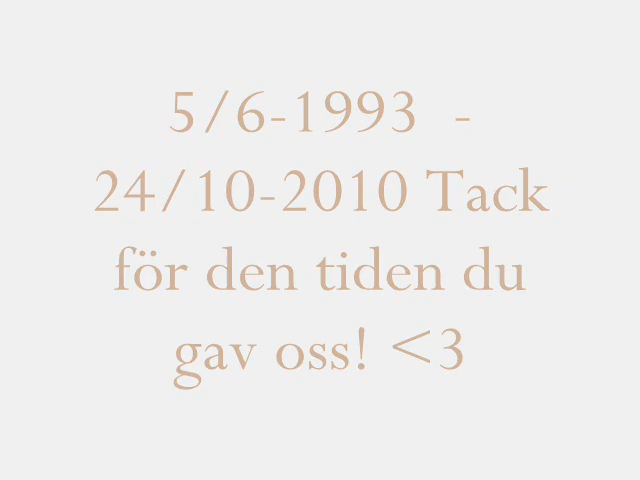 5/6-1993 -
24/10-2010 Tack
för den tiden du
gav oss! <3